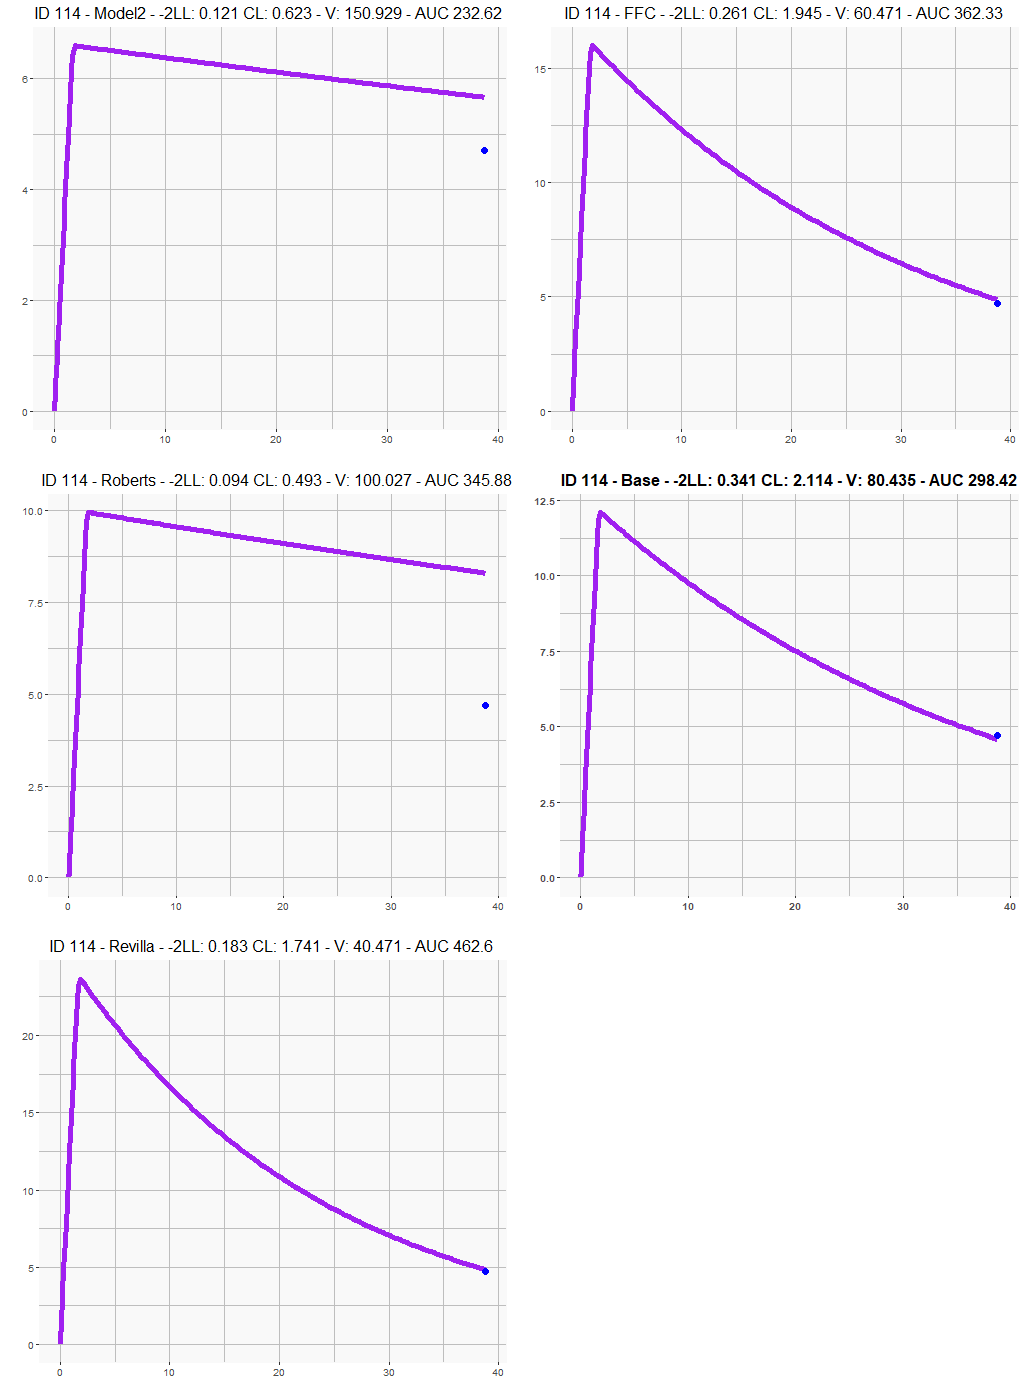 ID 114 - Model2 - -2LL: 0.121 CL: 0.623 - V: 150.929 - AUC 232.62
6
4
2
0
0 10 20 30 40
ID 114 - FFC - -2LL: 0.261 CL: 1.945 - V: 60.471 - AUC 362.33
15
10
5
0
0 10 20 30 40
ID 114 - Roberts - -2LL: 0.094 CL: 0.493 - V: 100.027 - AUC 345.88
10.0
7.5
5.0
2.5
0.0
0 10 20 30 40
ID 114 - Base - -2LL: 0.341 CL: 2.114 - V: 80.435 - AUC 298.42
12.5
10.0
7.5
5.0
2.5
0.0
0 10 20 30 40
ID 114 - Revilla - -2LL: 0.183 CL: 1.741 - V: 40.471 - AUC 462.6
20
15
10
5
0
0 10 20 30 40